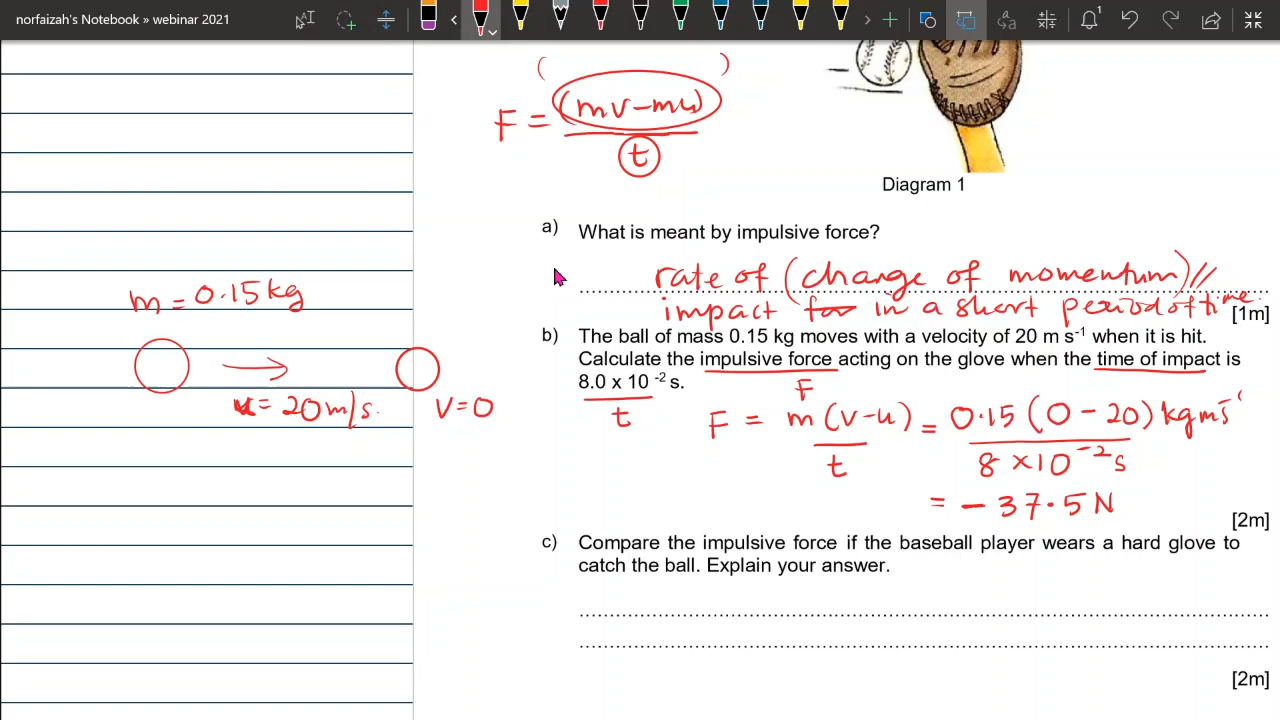 norfaizah's Notebook » webinar 2021
1
( )
F = (mv-mu)
t
Diagram 1
a) What is meant by impulsive force?
rate of (change of momentum) //
impact for in a short period of time.
[1m]
m = 0.15 kg
u = 20 m/s.
v = 0
b) The ball of mass 0.15 kg moves with a velocity of 20 m s⁻¹ when it is hit.
Calculate the impulsive force acting on the glove when the time of impact is
8.0 x 10 ⁻² s.
F
t
F = m(v-u) = 0.15 (0 - 20) kgms⁻¹
t 8 × 10⁻² s
= - 37.5 N
[2m]
c) Compare the impulsive force if the baseball player wears a hard glove to
catch the ball. Explain your answer.
[2m]